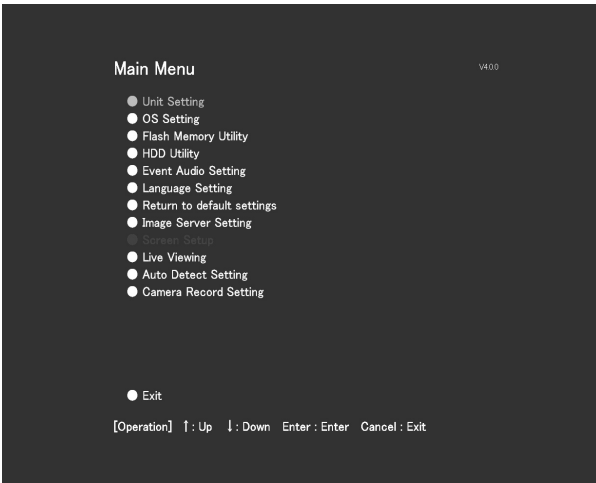 Main Menu
V4.0.0
Unit Setting
OS Setting
Flash Memory Utility
HDD Utility
Event Audio Setting
Language Setting
Return to default settings
Image Server Setting
Screen Setup
Live Viewing
Auto Detect Setting
Camera Record Setting
Exit
[Operation] ↑: Up ↓: Down Enter : Enter Cancel : Exit